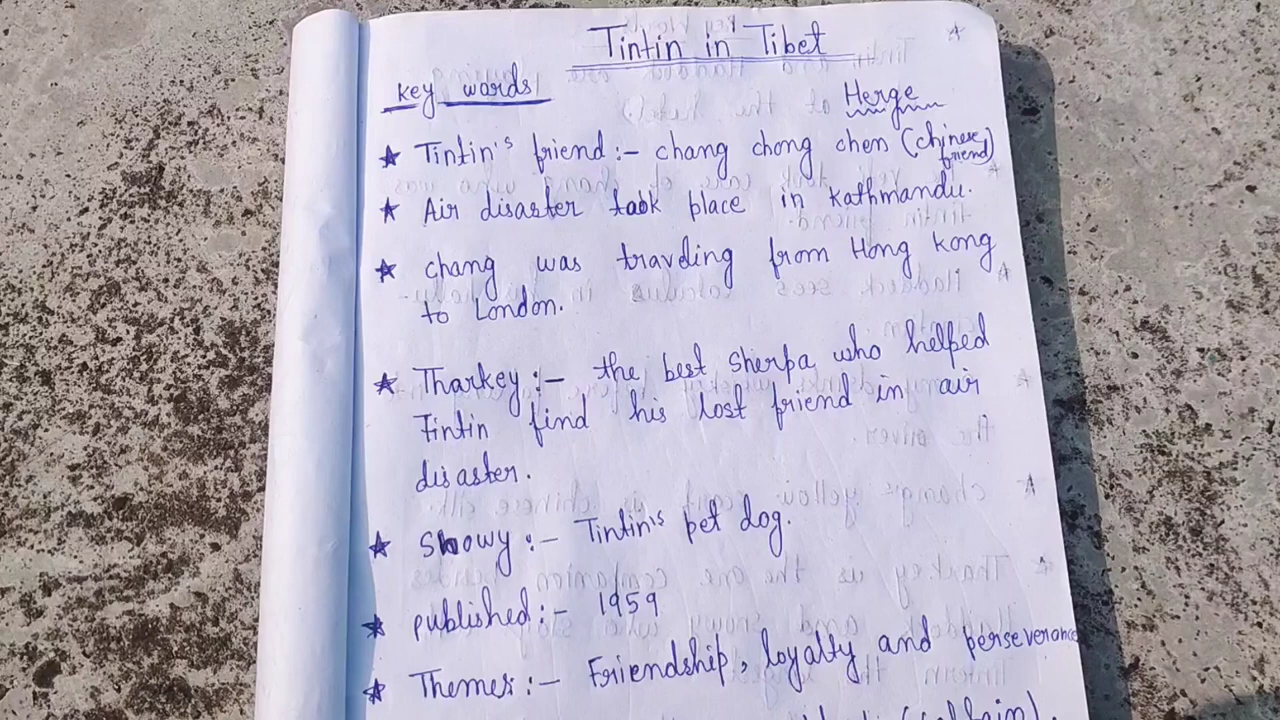 Tintin in Tibet
key words
Herge
★ Tintin's friend :- chang chong chen (chinese friend)
★ Air disaster took place in kathmandu.
★ chang was traveling from Hong kong
to London.
★ Tharkey :- the best sherpa who helped
Tintin find his lost friend in air
disaster.
★ Snowy :- Tintin's pet dog.
★ published :- 1959
★ Themes :- Friendship, loyalty and perseverance